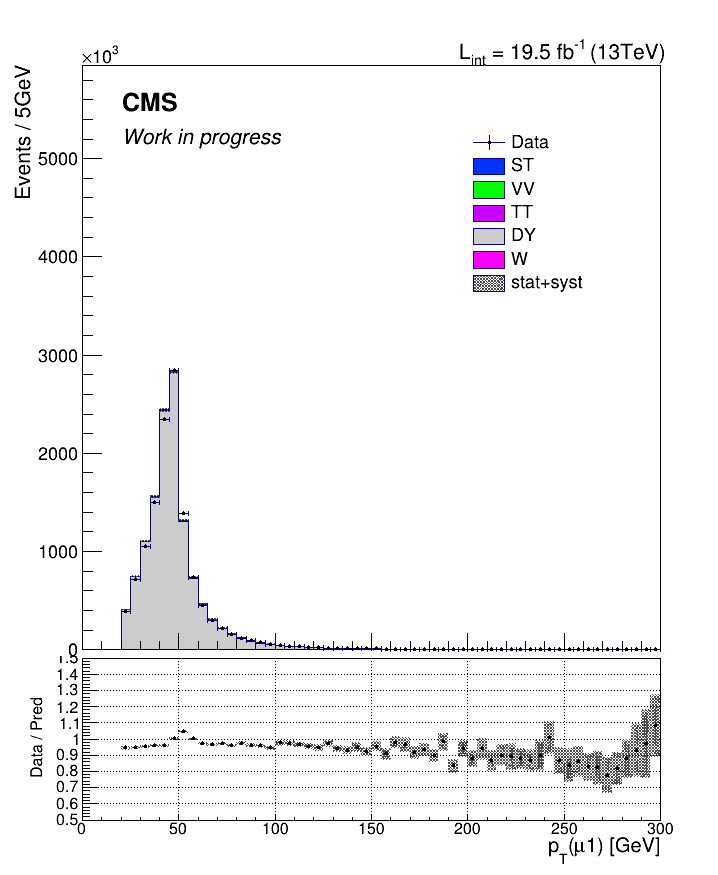 ×10³
L_int = 19.5 fb⁻¹ (13TeV)
Events / 5GeV
CMS
Work in progress
Data
ST
VV
TT
DY
W
stat+syst
5000
4000
3000
2000
1000
0
1.5
1.4
1.3
1.2
1.1
1
0.9
0.8
0.7
0.6
0.5
Data / Pred
0 50 100 150 200 250 300
p_T(μ1) [GeV]